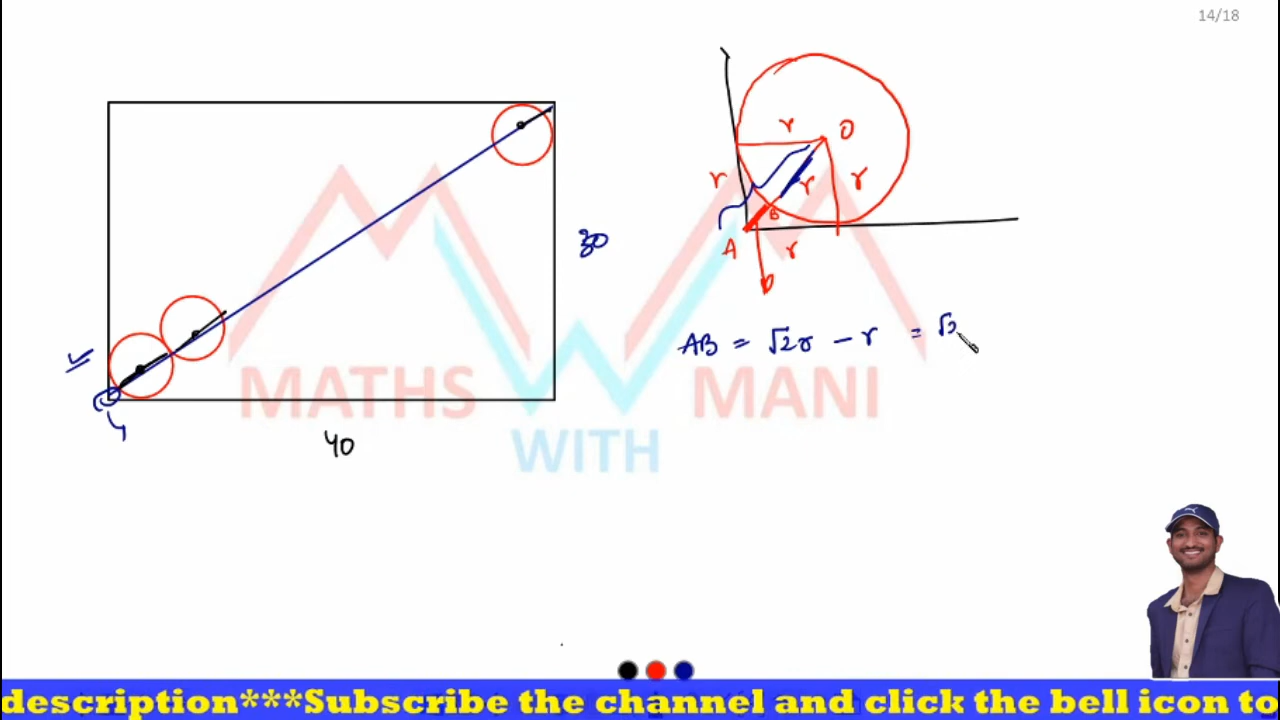 14/18
r
O
r
r
r
B
A
r
30
AB = √2r - r = √2
MATHS
MANI
WITH
40
description***Subscribe the channel and click the bell icon to